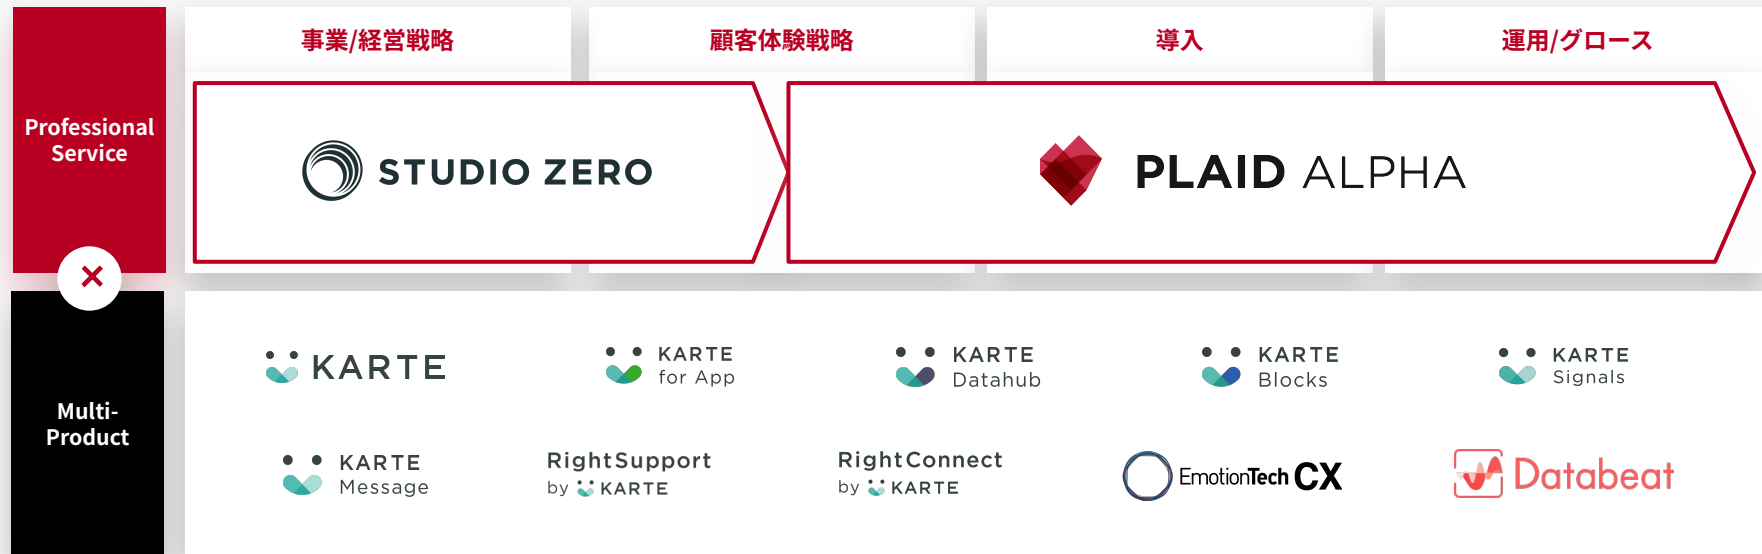 事業/経営戦略
顧客体験戦略
導入
運用/グロース
Professional
Service
STUDIO ZERO
PLAID ALPHA
×
Multi-
Product
KARTE
KARTE
for App
KARTE
Datahub
KARTE
Blocks
KARTE
Signals
KARTE
Message
RightSupport
by KARTE
RightConnect
by KARTE
EmotionTech CX
Databeat